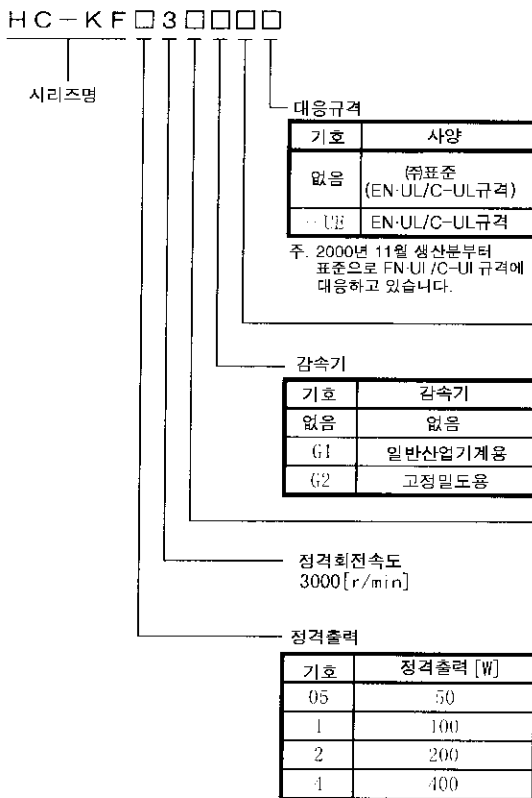 HC-KF□3□□□□
시리즈명
대응규격
기호 사양
없음 ㈜표준
(EN·UL/C-UL규격)
-UE EN·UL/C-UL규격
주. 2000년 11월 생산분부터
표준으로 EN·UL/C-UL 규격에
대응하고 있습니다.
감속기
기호 감속기
없음 없음
G1 일반산업기계용
G2 고정밀도용
정격회전속도
3000[r/min]
정격출력
기호 정격출력 [W]
05 50
1 100
2 200
4 400